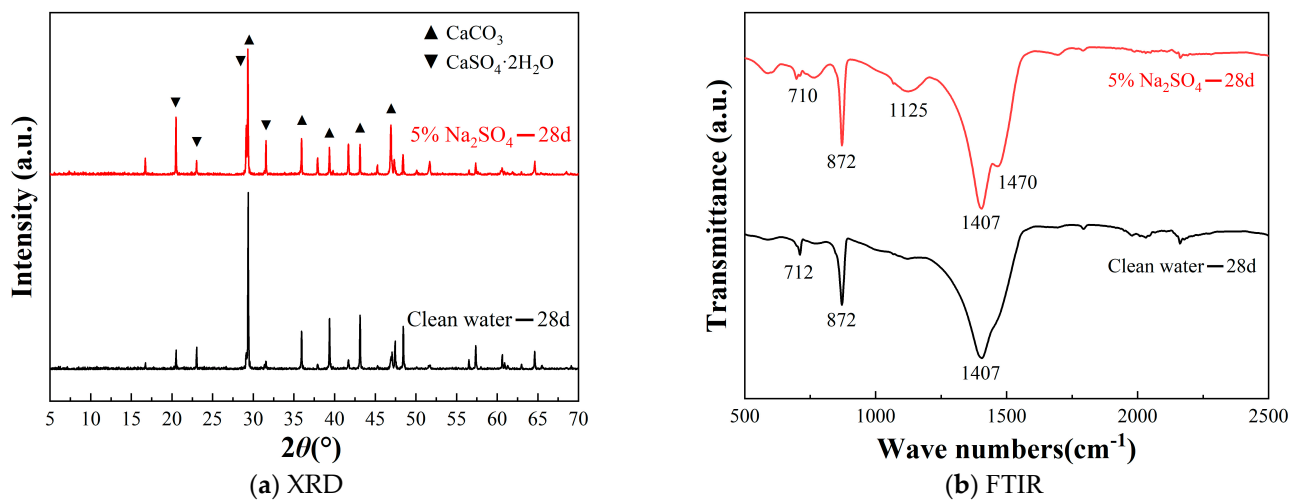 ▲ CaCO₃
▼ CaSO₄·2H₂O
5% Na₂SO₄ — 28d
Clean water — 28d
Intensity (a.u.)
5 10 15 20 25 30 35 40 45 50 55 60 65 70
2θ(°)
(a) XRD
710
1125
5% Na₂SO₄ — 28d
872
1470
1407
712
Clean water — 28d
872
1407
Transmittance (a.u.)
500 1000 1500 2000 2500
Wave numbers(cm⁻¹)
(b) FTIR